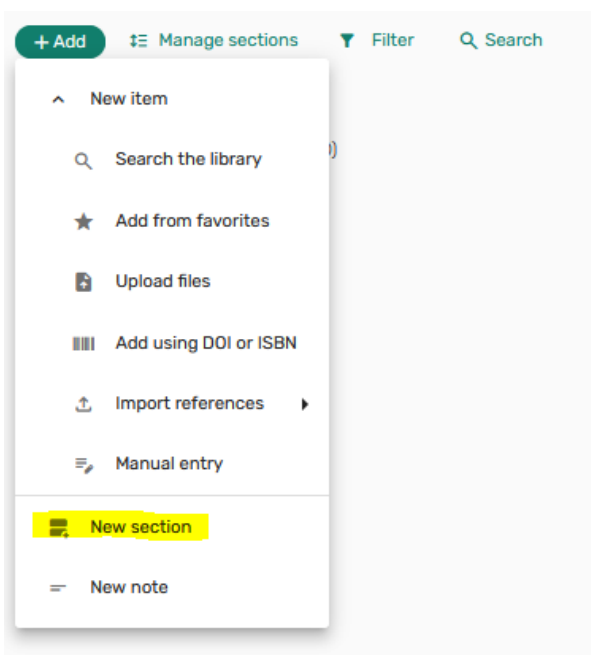 + Add Manage sections Filter Search
New item
Search the library
Add from favorites
Upload files
Add using DOI or ISBN
Import references
Manual entry
New section
New note